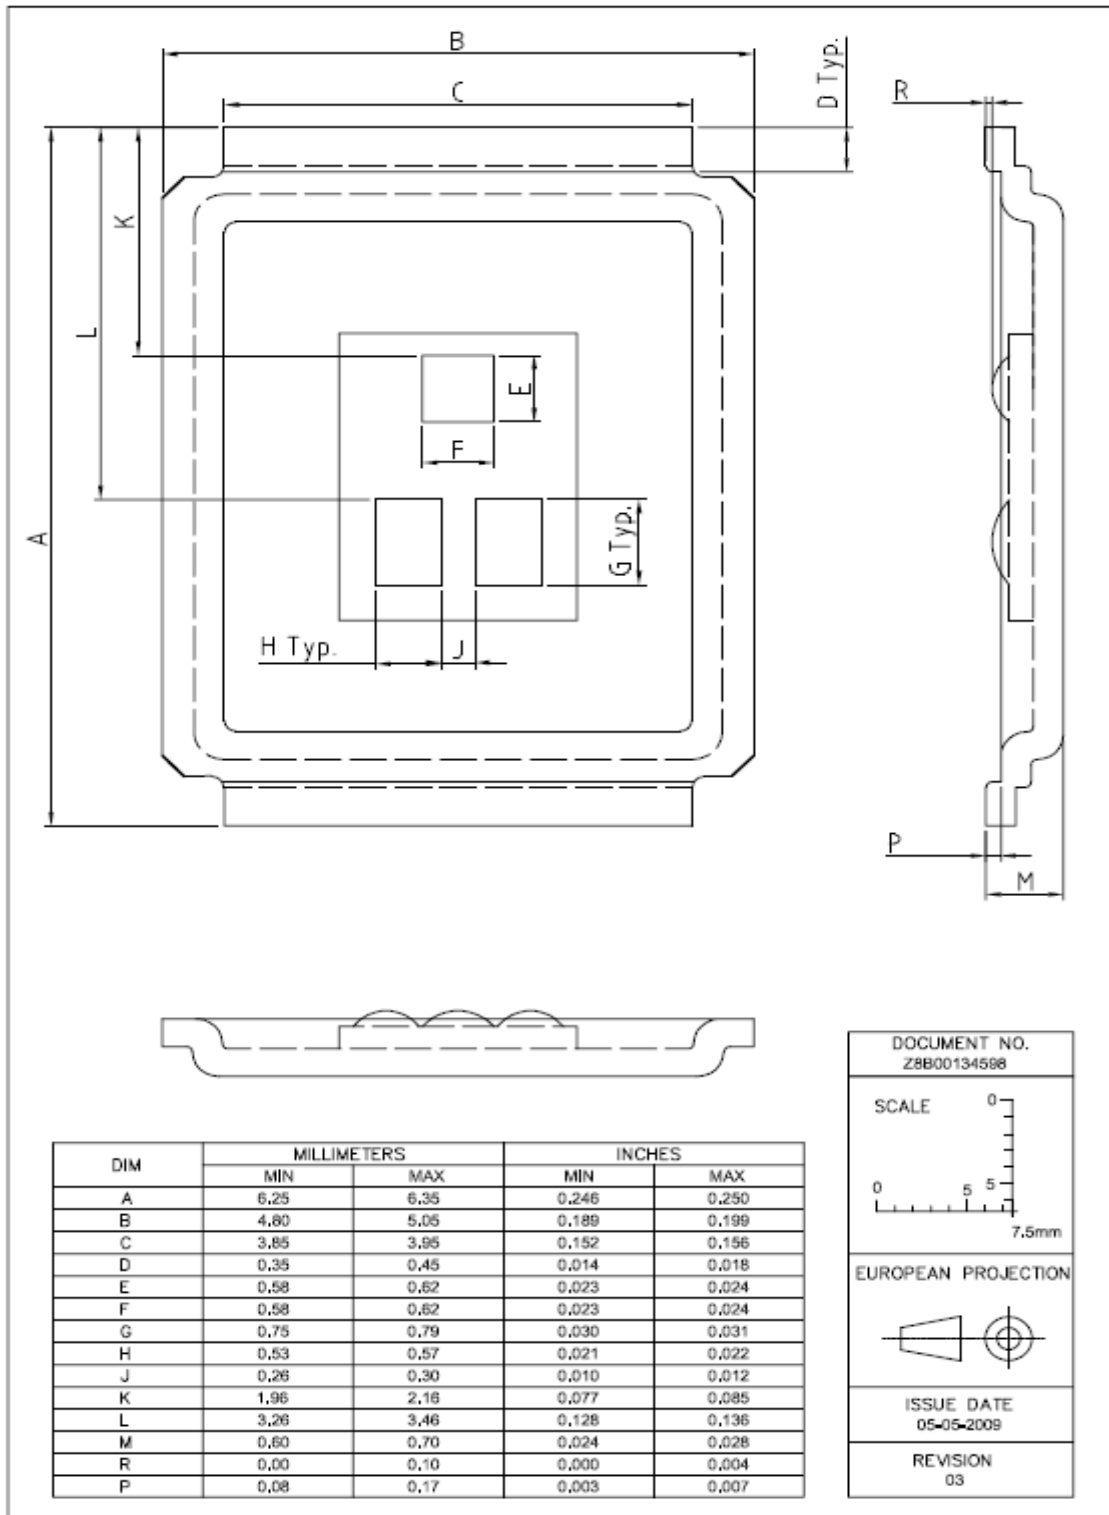 B
C
D Typ.
R
K
L
E
F
A
G Typ.
H Typ.
J
P
M
DOCUMENT NO.
Z8B00134598
SCALE
0
0
5
5
7.5mm
EUROPEAN PROJECTION
ISSUE DATE
05-05-2009
REVISION
03
DIM MILLIMETERS INCHES
MIN MAX MIN MAX
A 6,25 6,35 0.246 0.250
B 4,80 5,05 0.189 0.199
C 3,85 3,95 0.152 0.156
D 0,35 0,45 0.014 0.018
E 0,58 0,62 0.023 0.024
F 0,58 0,62 0.023 0.024
G 0,75 0,79 0.030 0.031
H 0,53 0,57 0.021 0.022
J 0,26 0,30 0.010 0.012
K 1,96 2,16 0.077 0.085
L 3,26 3,46 0.128 0.136
M 0,60 0,70 0.024 0.028
R 0,00 0,10 0.000 0.004
P 0,08 0,17 0.003 0.007